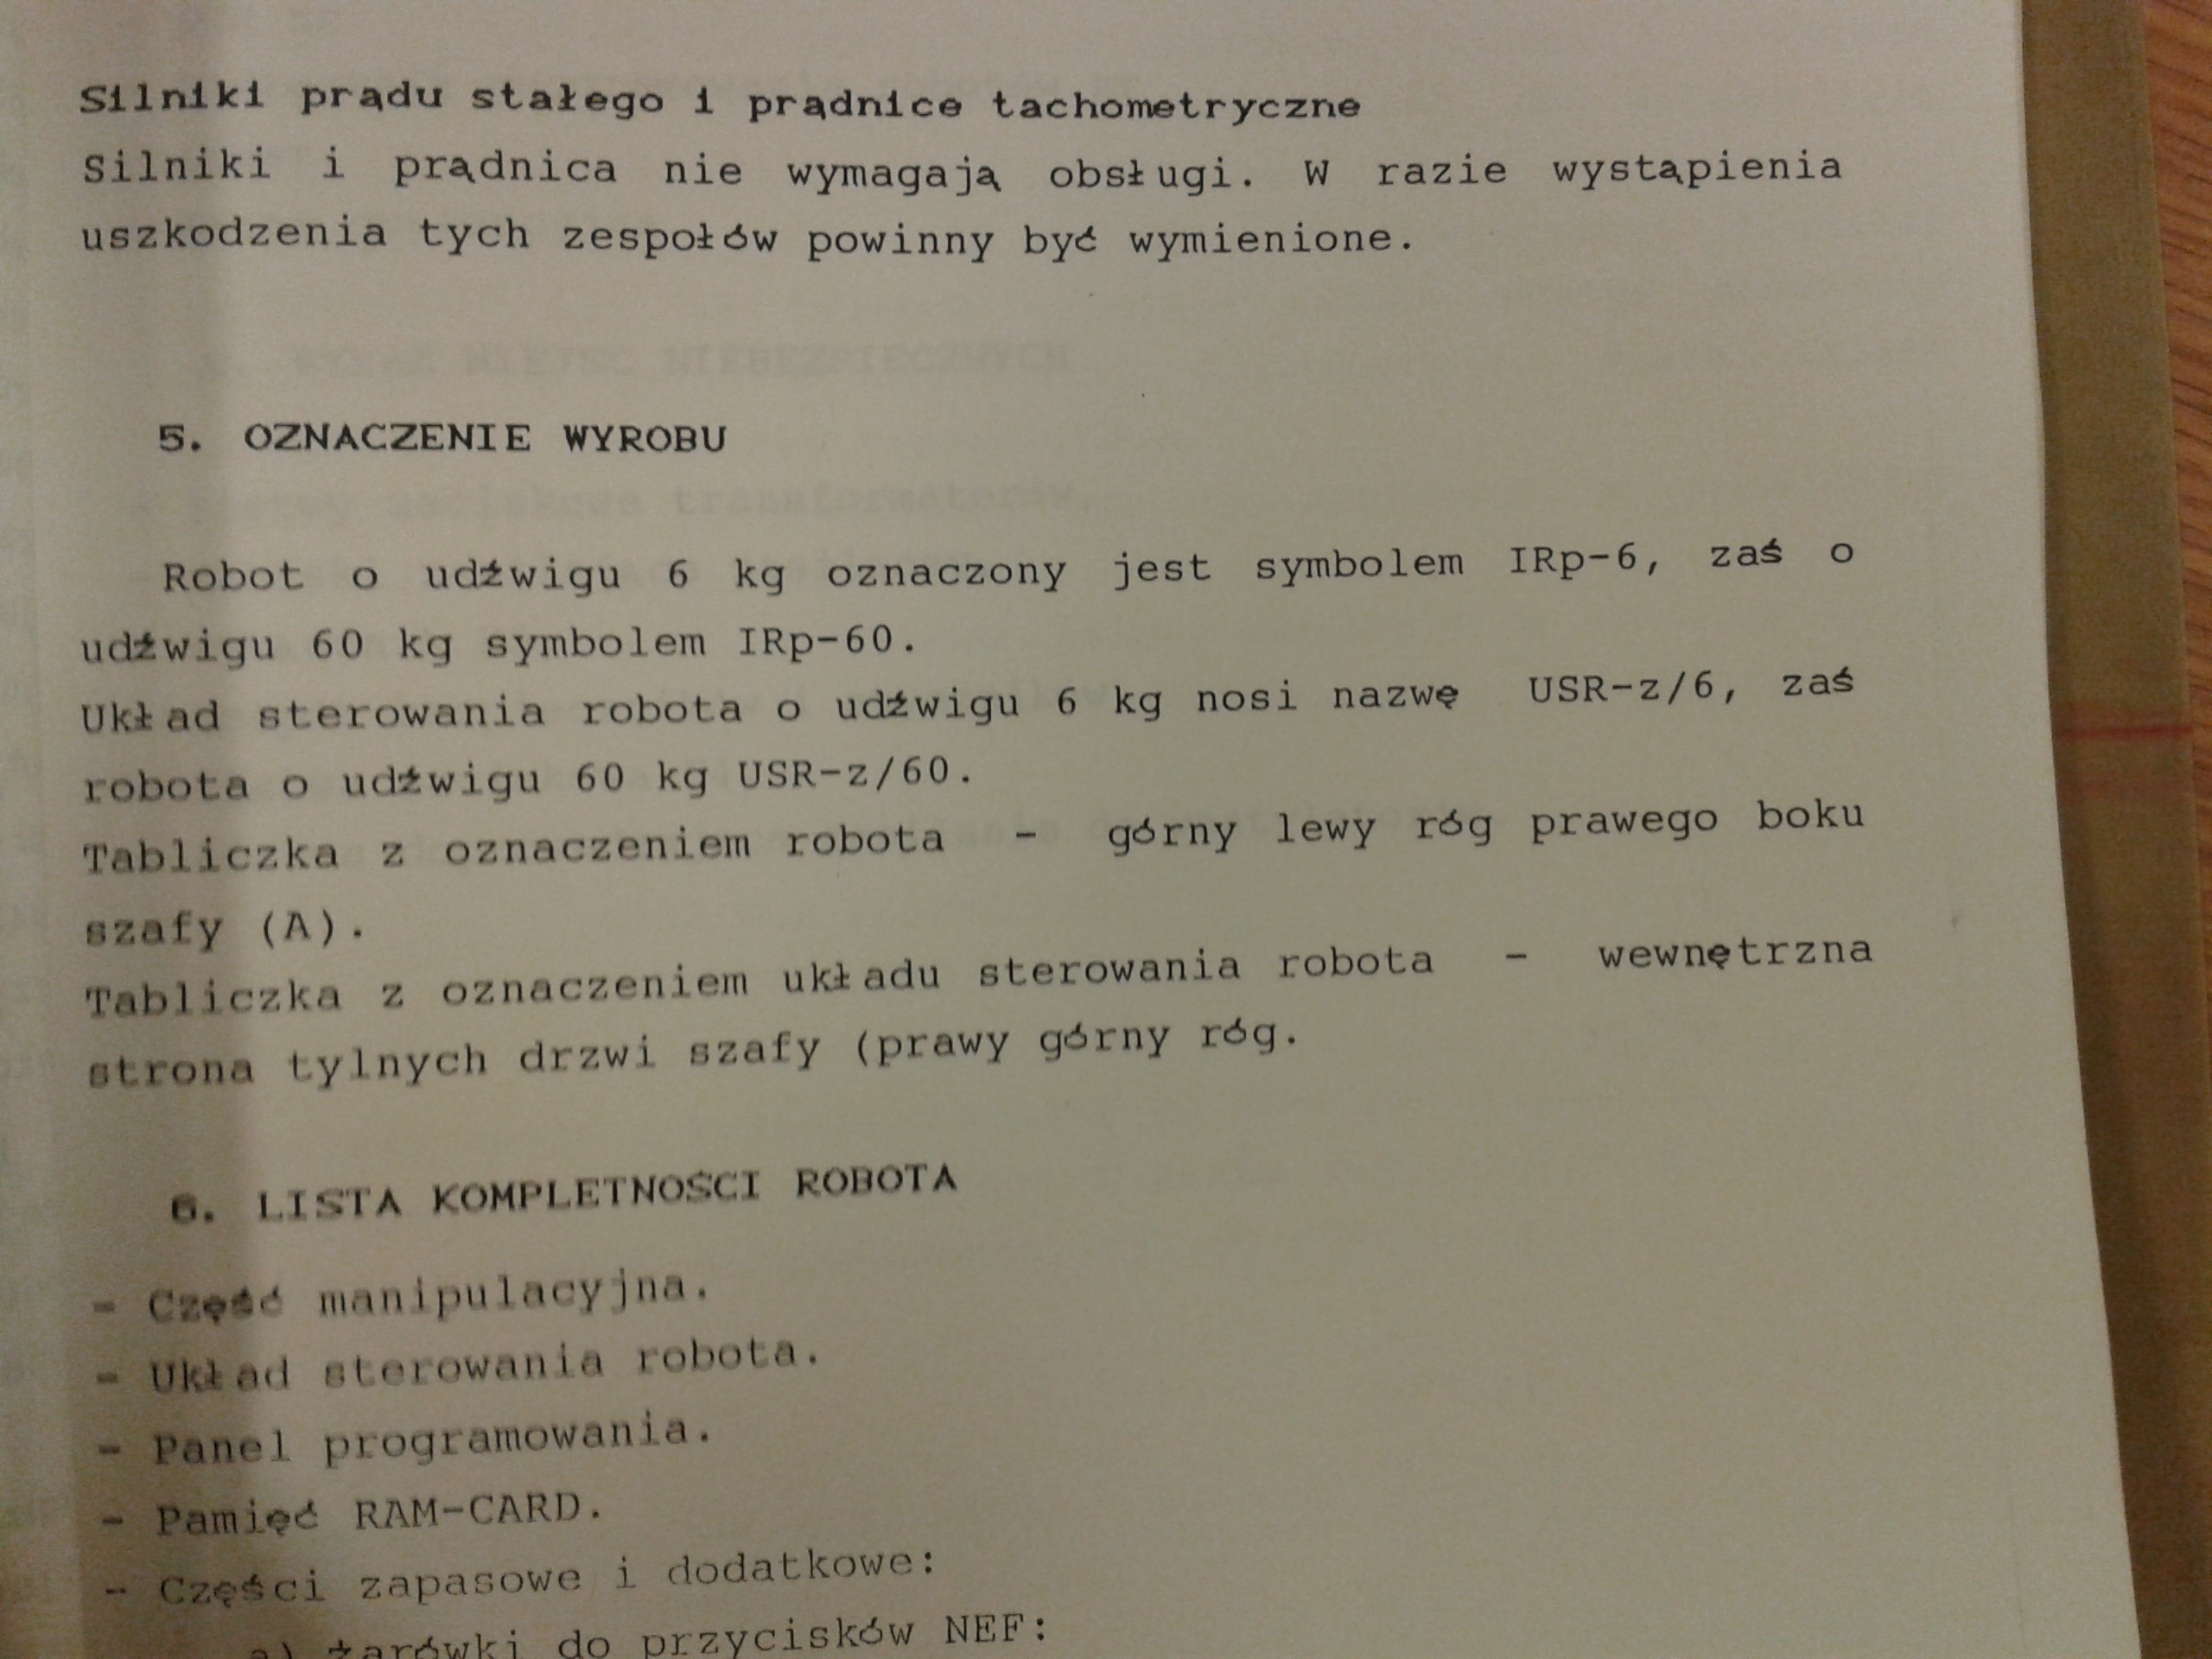 Silniki prądu stałego i prądnice tachometryczne
Silniki i prądnica nie wymagają obsługi. W razie wystąpienia
uszkodzenia tych zespołów powinny być wymienione.
5. OZNACZENIE WYROBU
Robot o udźwigu 6 kg oznaczony jest symbolem IRp-6, zaś o
udźwigu 60 kg symbolem IRp-60.
Układ sterowania robota o udźwigu 6 kg nosi nazwę USR-z/6, zaś
robota o udźwigu 60 kg USR-z/60.
Tabliczka z oznaczeniem robota - górny lewy róg prawego boku
szafy (A).
Tabliczka z oznaczeniem układu sterowania robota - wewnętrzna
strona tylnych drzwi szafy (prawy górny róg.
6. LISTA KOMPLETNOŚCI ROBOTA
- Część manipulacyjna.
- Układ sterowania robota.
- Panel programowania.
- Pamięć RAM-CARD.
- Części zapasowe i dodatkowe:
a) żarówki do przycisków NEF: